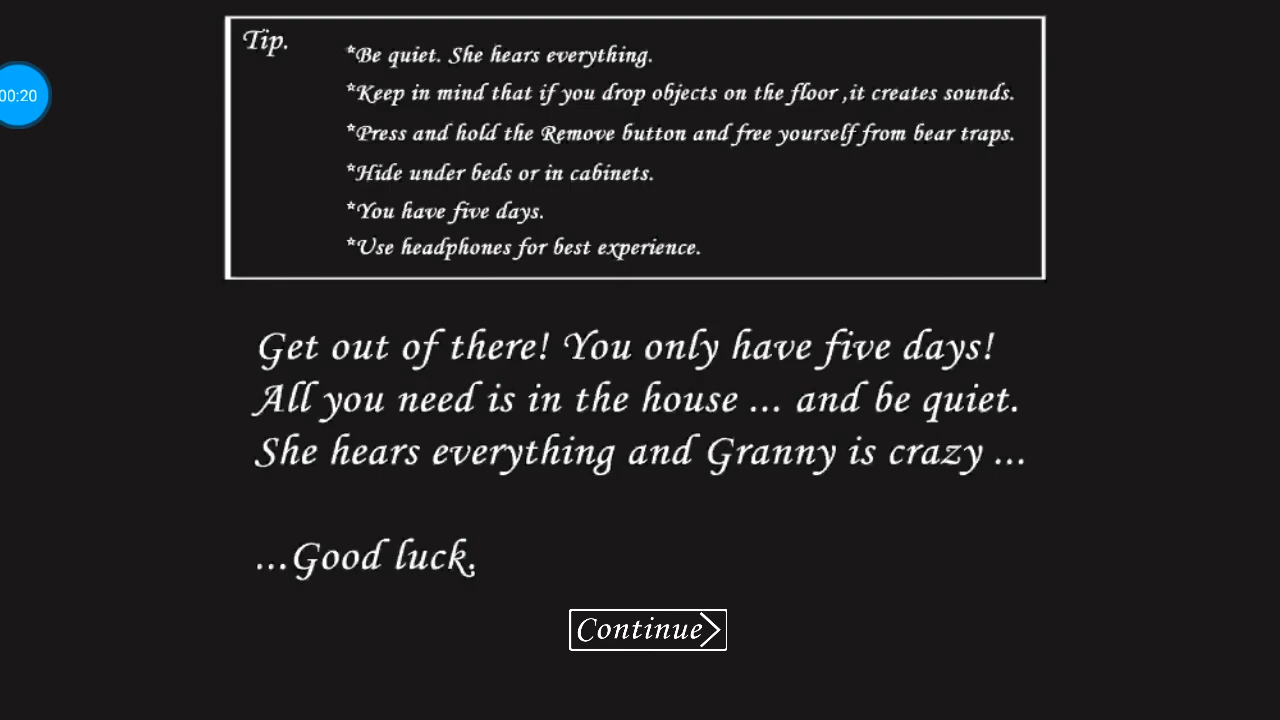 00:20
Tip.
*Be quiet. She hears everything.
*Keep in mind that if you drop objects on the floor ,it creates sounds.
*Press and hold the Remove button and free yourself from bear traps.
*Hide under beds or in cabinets.
*You have five days.
*Use headphones for best experience.
Get out of there! You only have five days!
All you need is in the house ... and be quiet.
She hears everything and Granny is crazy ...
...Good luck.
Continue